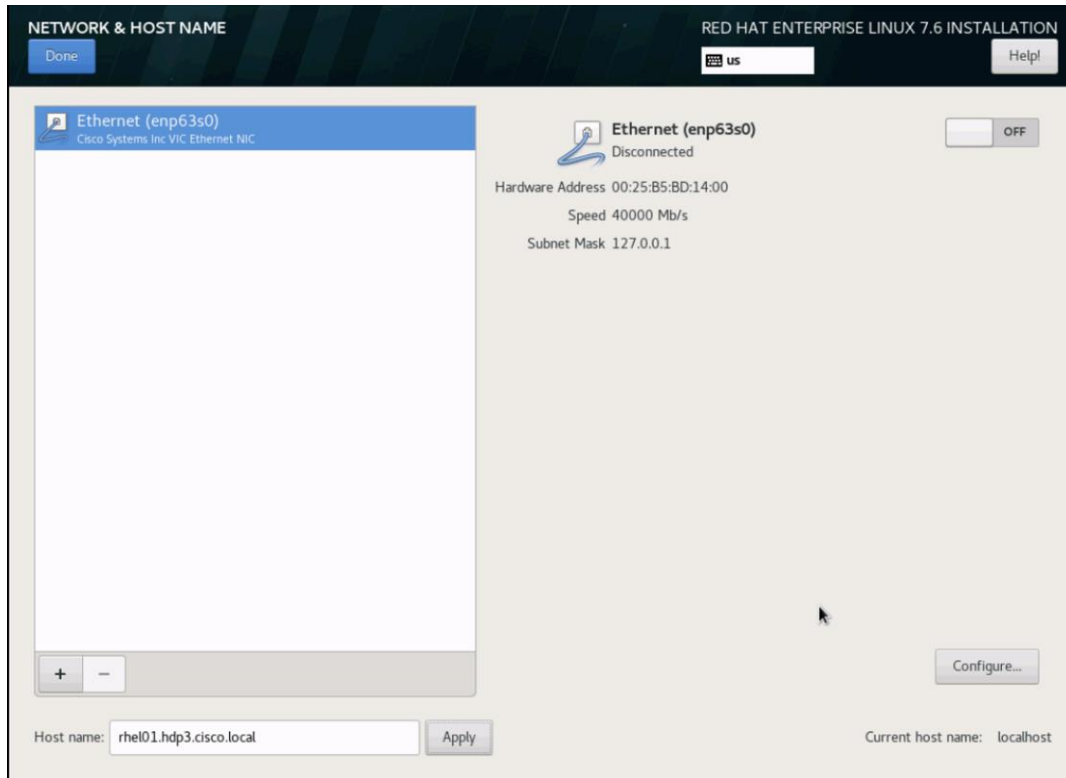 NETWORK & HOST NAME
RED HAT ENTERPRISE LINUX 7.6 INSTALLATION
Done
us
Help!
Ethernet (enp63s0)
Cisco Systems Inc VIC Ethernet NIC
Ethernet (enp63s0)
Disconnected
OFF
Hardware Address 00:25:B5:BD:14:00
Speed 40000 Mb/s
Subnet Mask 127.0.0.1
+ −
Configure...
Host name: rhel01.hdp3.cisco.local Apply
Current host name: localhost